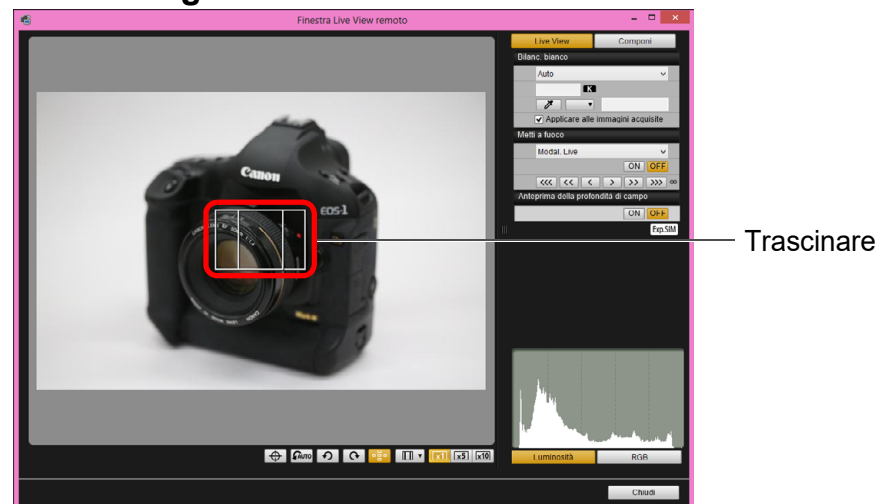 Finestra Live View remoto
Live View Componi
Bilanc. bianco
Auto
K
Applicare alle immagini acquisite
Metti a fuoco
Modal. Live
ON OFF
<<< << < > >> >>> ∞
Anteprima della profondità di campo
ON OFF
Exp.SIM
Trascinare
Canon
EOS-1
AUTO
x1 x5 x10
Luminosità RGB
Chiudi